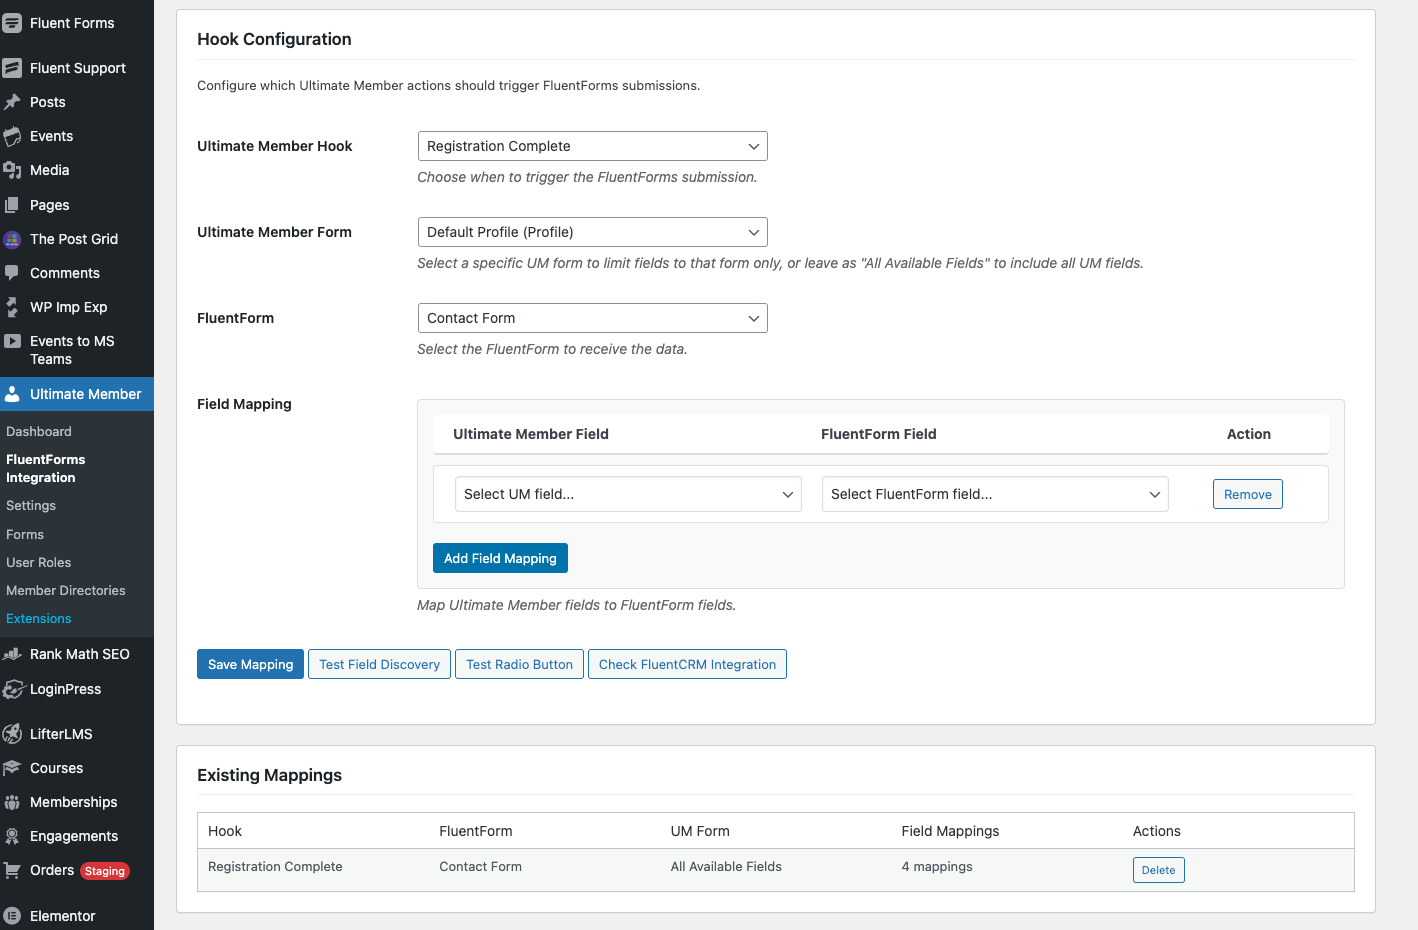 Fluent Forms
Fluent Support
Posts
Events
Media
Pages
The Post Grid
Comments
WP Imp Exp
Events to MS
Teams
Ultimate Member
Dashboard
FluentForms
Integration
Settings
Forms
User Roles
Member Directories
Extensions
Rank Math SEO
LoginPress
LifterLMS
Courses
Memberships
Engagements
Orders Staging
Elementor
Hook Configuration
Configure which Ultimate Member actions should trigger FluentForms submissions.
Ultimate Member Hook Registration Complete
Choose when to trigger the FluentForms submission.
Ultimate Member Form Default Profile (Profile)
Select a specific UM form to limit fields to that form only, or leave as "All Available Fields" to include all UM fields.
FluentForm Contact Form
Select the FluentForm to receive the data.
Field Mapping
Ultimate Member Field FluentForm Field Action
Select UM field... Select FluentForm field... Remove
Add Field Mapping
Map Ultimate Member fields to FluentForm fields.
Save Mapping Test Field Discovery Test Radio Button Check FluentCRM Integration
Existing Mappings
Hook FluentForm UM Form Field Mappings Actions
Registration Complete Contact Form All Available Fields 4 mappings Delete